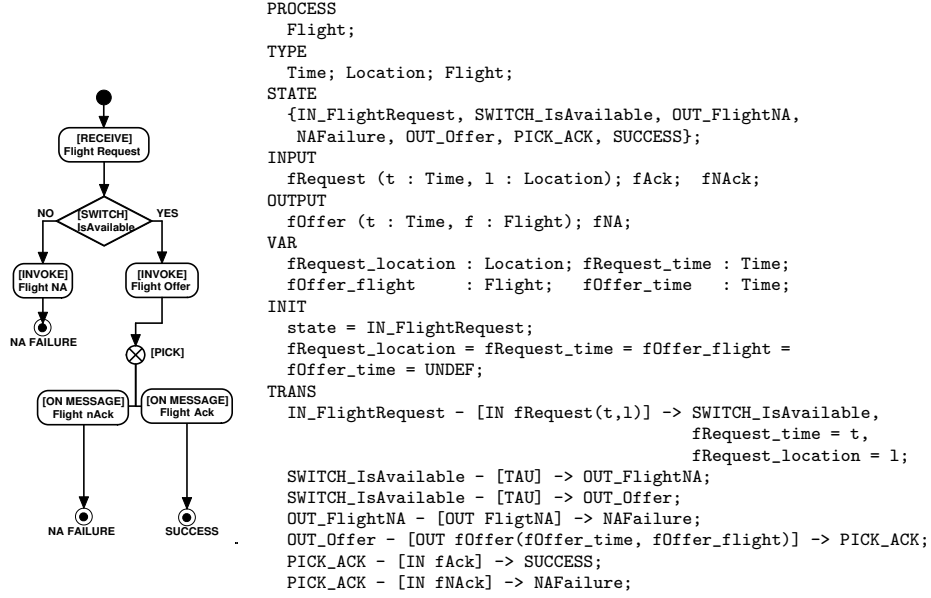 [RECEIVE]
Flight Request
NO
[SWITCH]
IsAvailable
YES
[INVOKE]
Flight NA
[INVOKE]
Flight Offer
NA FAILURE
[PICK]
[ON MESSAGE]
Flight nAck
[ON MESSAGE]
Flight Ack
NA FAILURE
SUCCESS
PROCESS
Flight;
TYPE
Time; Location; Flight;
STATE
{IN_FlightRequest, SWITCH_IsAvailable, OUT_FlightNA,
NAFailure, OUT_Offer, PICK_ACK, SUCCESS};
INPUT
fRequest (t : Time, l : Location); fAck; fNAck;
OUTPUT
fOffer (t : Time, f : Flight); fNA;
VAR
fRequest_location : Location; fRequest_time : Time;
fOffer_flight : Flight; fOffer_time : Time;
INIT
state = IN_FlightRequest;
fRequest_location = fRequest_time = fOffer_flight =
fOffer_time = UNDEF;
TRANS
IN_FlightRequest - [IN fRequest(t,l)] -> SWITCH_IsAvailable,
fRequest_time = t,
fRequest_location = l;
SWITCH_IsAvailable - [TAU] -> OUT_FlightNA;
SWITCH_IsAvailable - [TAU] -> OUT_Offer;
OUT_FlightNA - [OUT FligtNA] -> NAFailure;
OUT_Offer - [OUT fOffer(fOffer_time, fOffer_flight)] -> PICK_ACK;
PICK_ACK - [IN fAck] -> SUCCESS;
PICK_ACK - [IN fNAck] -> NAFailure;